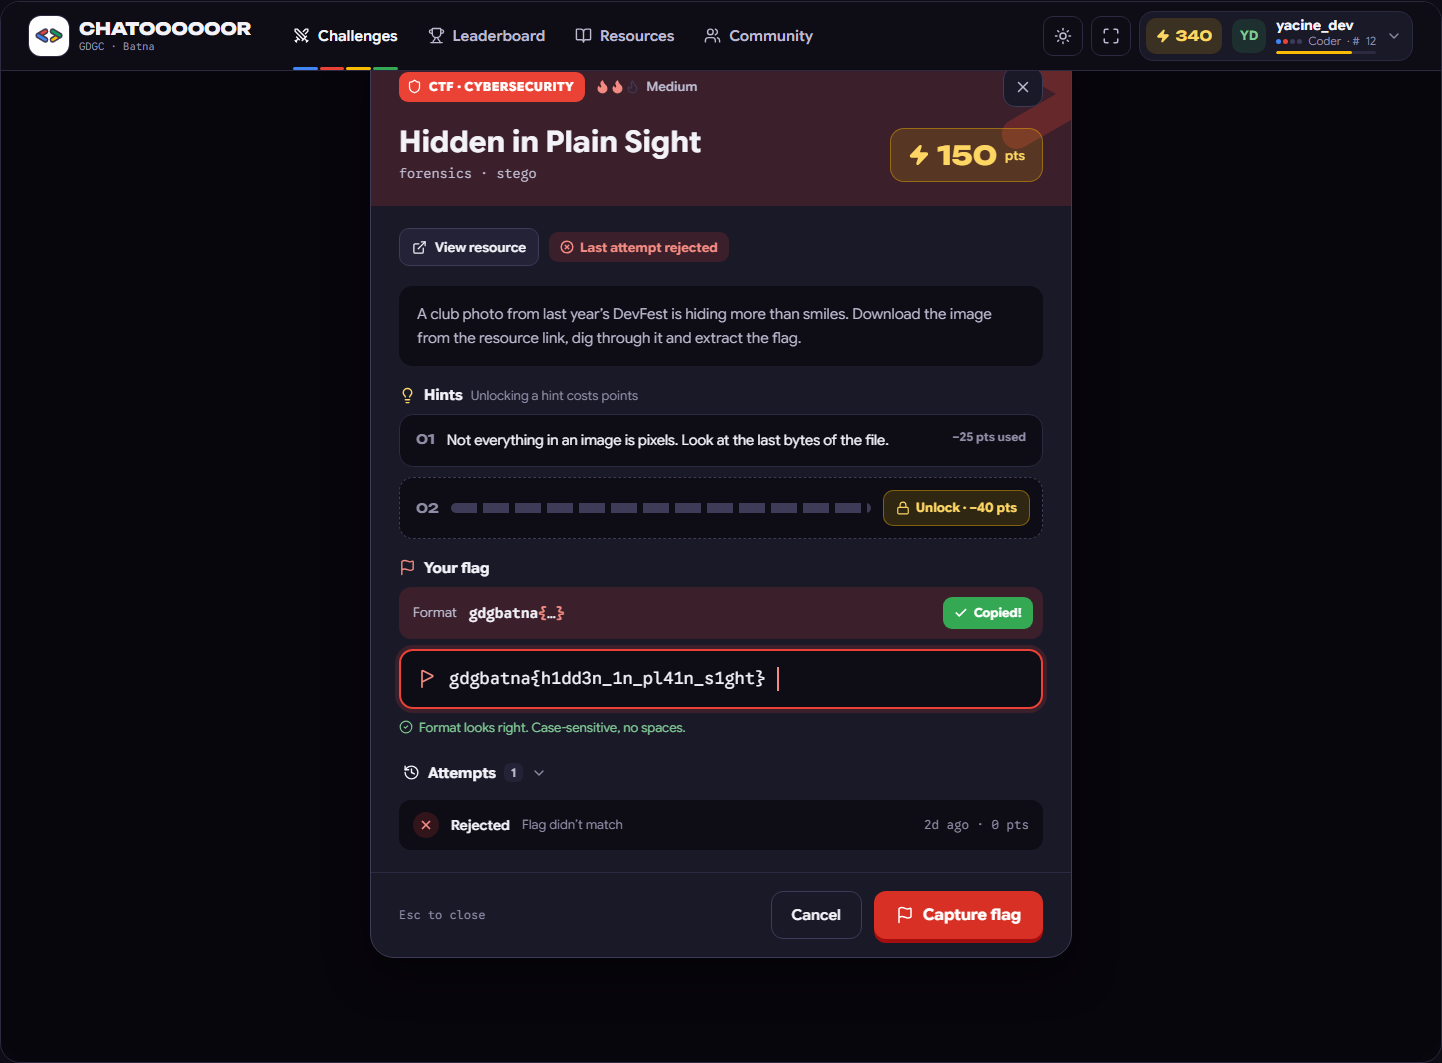 CHATOOOOOOR
GDGC · Batna
Challenges
Leaderboard
Resources
Community
340
YD
yacine_dev
Coder · # 12
CTF · CYBERSECURITY
Medium
Hidden in Plain Sight
forensics · stego
150 pts
View resource
Last attempt rejected
A club photo from last year’s DevFest is hiding more than smiles. Download the image
from the resource link, dig through it and extract the flag.
Hints Unlocking a hint costs points
01 Not everything in an image is pixels. Look at the last bytes of the file. −25 pts used
02 Unlock · −40 pts
Your flag
Format gdgbatna{…} Copied!
gdgbatna{h1dd3n_1n_pl41n_s1ght}
Format looks right. Case-sensitive, no spaces.
Attempts 1
Rejected Flag didn’t match 2d ago · 0 pts
Esc to close
Cancel
Capture flag